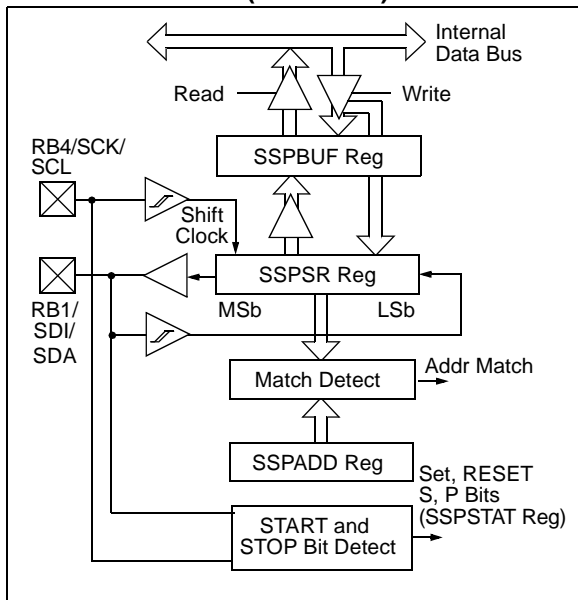 Internal
Data Bus
Read
Write
RB4/SCK/
SCL
SSPBUF Reg
Shift
Clock
SSPSR Reg
MSb
LSb
RB1/
SDI/
SDA
Match Detect
Addr Match
SSPADD Reg
Set, RESET
S, P Bits
(SSPSTAT Reg)
START and
STOP Bit Detect